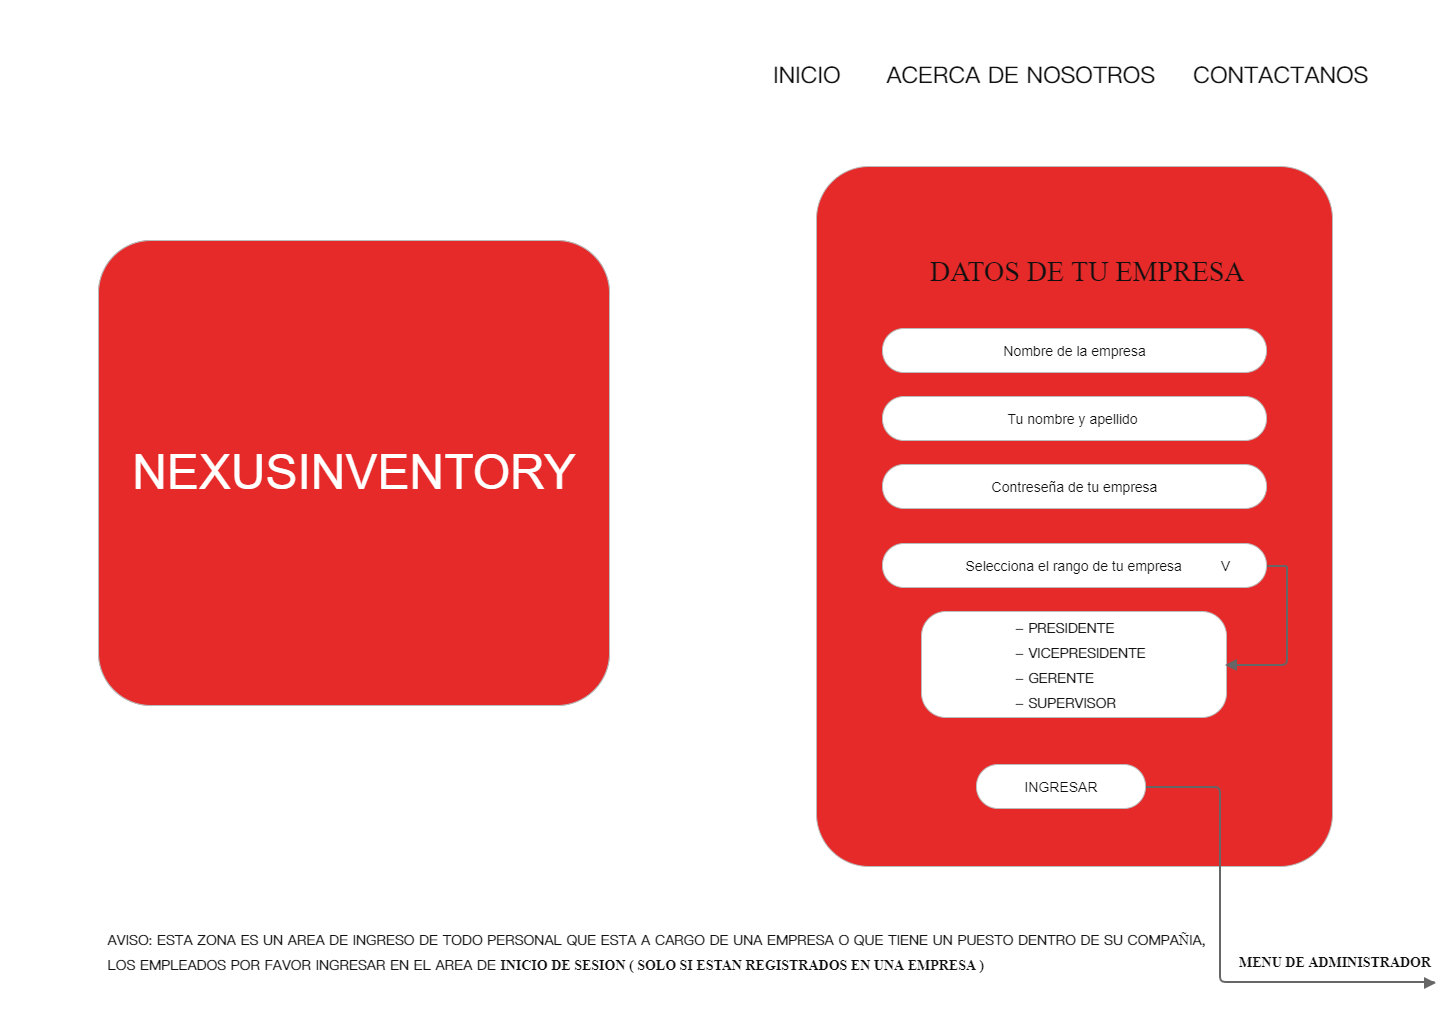 INICIO ACERCA DE NOSOTROS CONTACTANOS
NEXUSINVENTORY
DATOS DE TU EMPRESA
Nombre de la empresa
Tu nombre y apellido
Contreseña de tu empresa
Selecciona el rango de tu empresa V
– PRESIDENTE
– VICEPRESIDENTE
– GERENTE
– SUPERVISOR
INGRESAR
AVISO: ESTA ZONA ES UN AREA DE INGRESO DE TODO PERSONAL QUE ESTA A CARGO DE UNA EMPRESA O QUE TIENE UN PUESTO DENTRO DE SU COMPAÑIA,
LOS EMPLEADOS POR FAVOR INGRESAR EN EL AREA DE INICIO DE SESION ( SOLO SI ESTAN REGISTRADOS EN UNA EMPRESA )
MENU DE ADMINISTRADOR